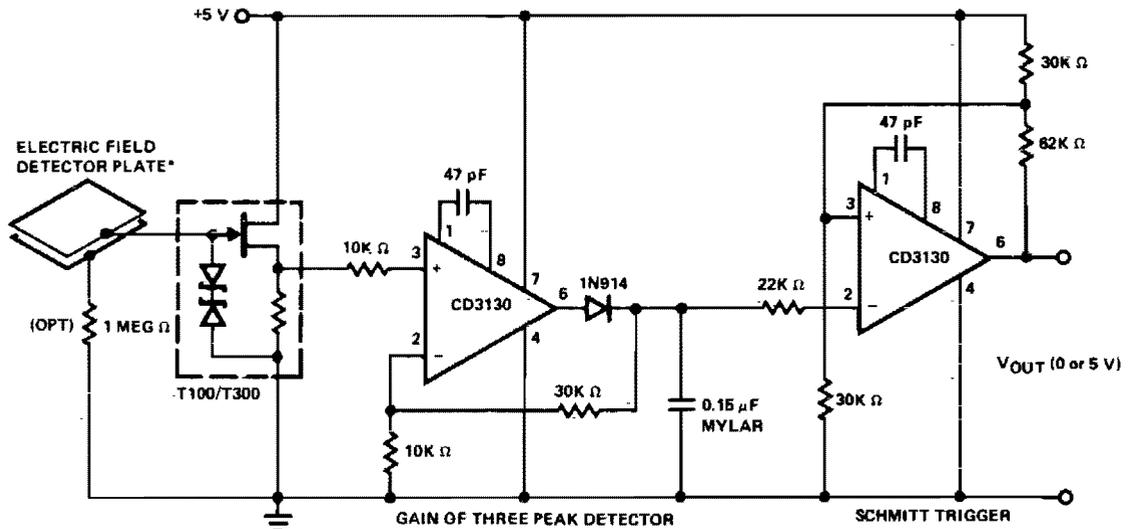 +5 V
30K Ω
62K Ω
47 pF
1
8
3
+
7
6
CD3130
2
−
4
22K Ω
30K Ω
VOUT (0 or 5 V)
ELECTRIC FIELD
DETECTOR PLATE*
(OPT)
1 MEG Ω
T100/T300
10K Ω
47 pF
1
8
3
+
7
6
CD3130
2
−
4
1N914
30K Ω
10K Ω
0.15 μF
MYLAR
GAIN OF THREE PEAK DETECTOR
SCHMITT TRIGGER